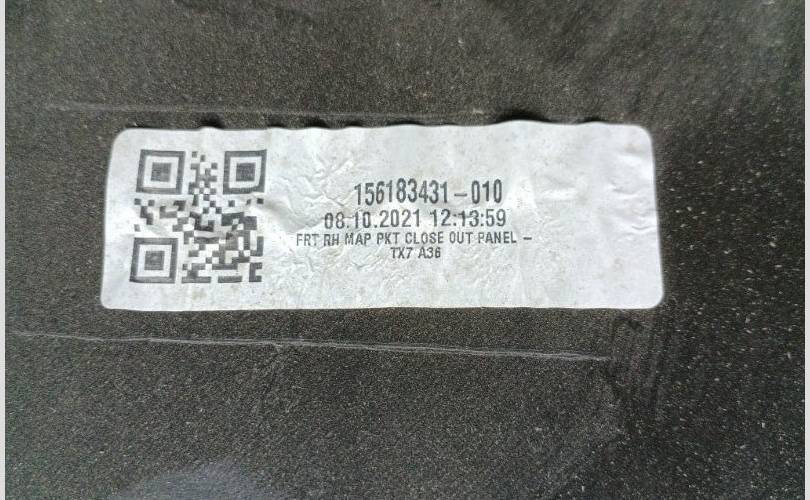 156183431-010
08.10.2021 12:13:59
FRT RH MAP PKT CLOSE OUT PANEL -
TX7 A36